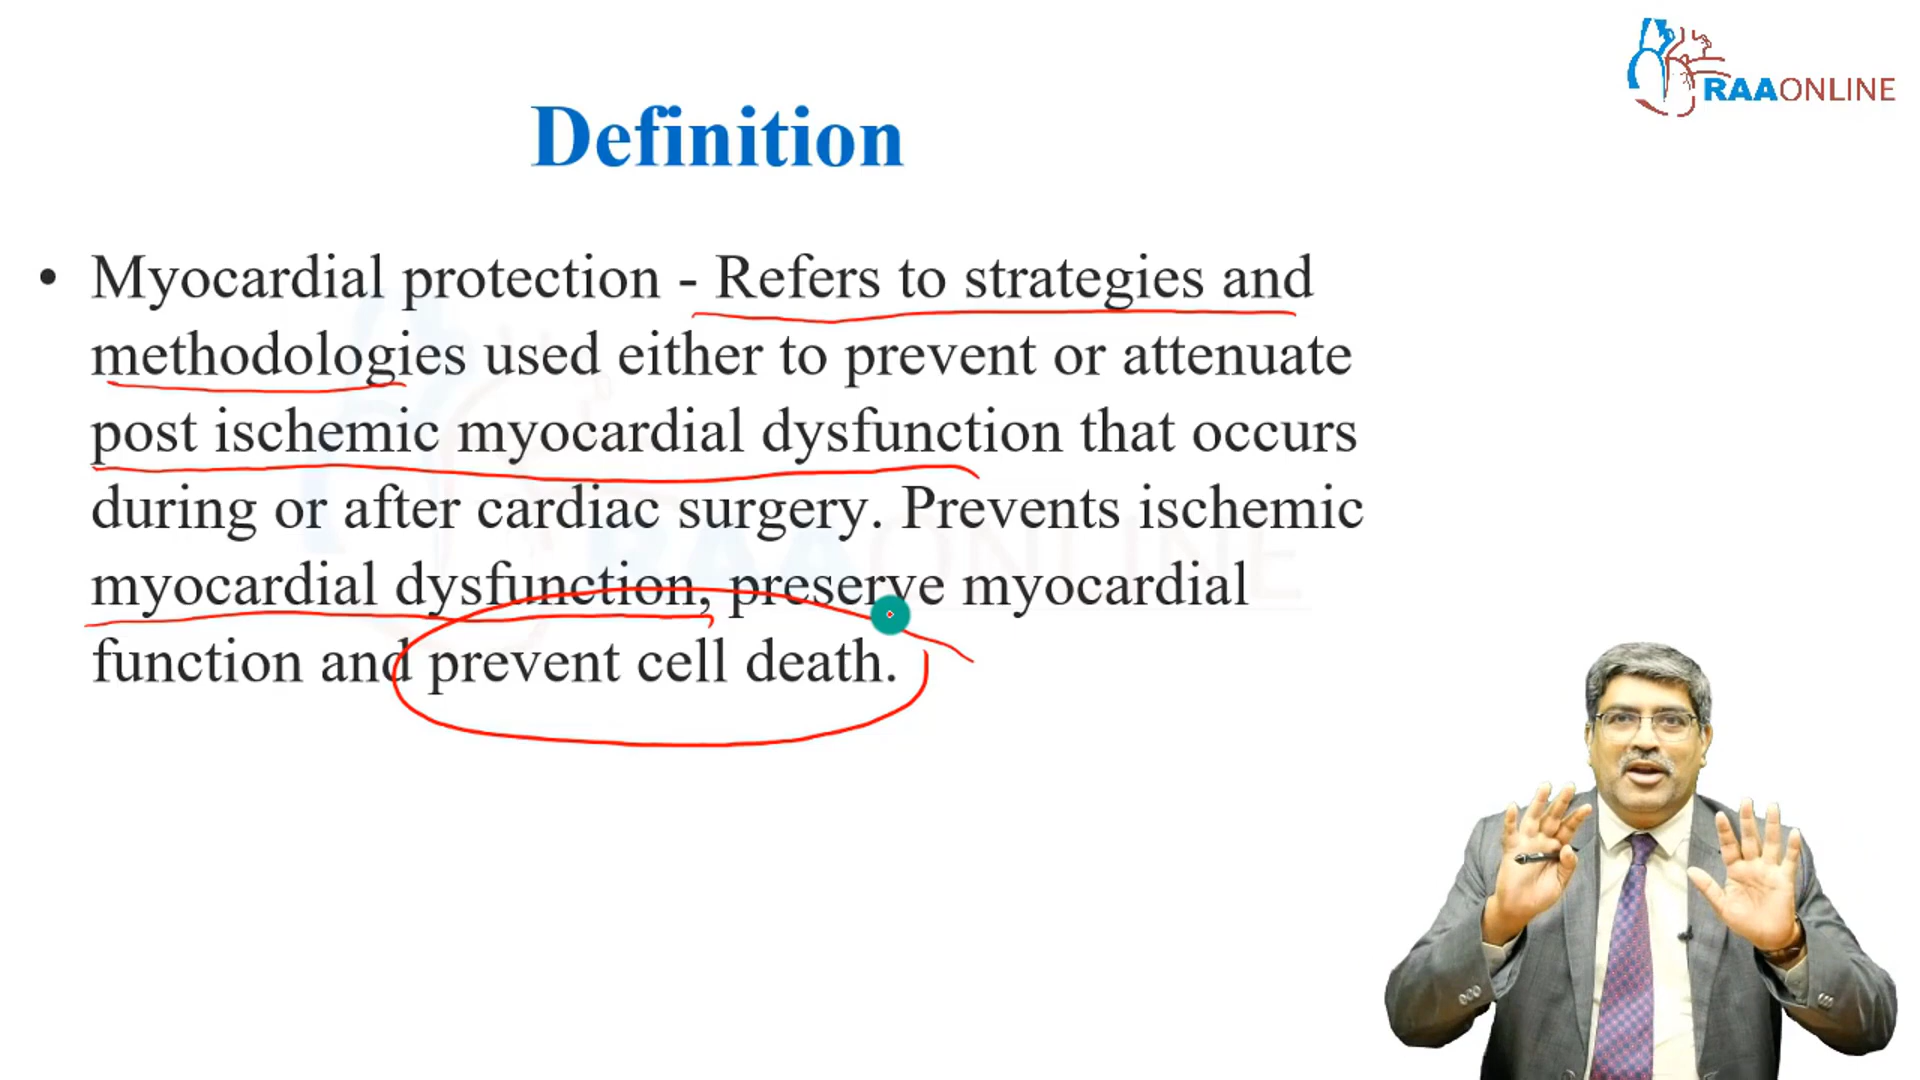 RAAONLINE
Definition
• Myocardial protection - Refers to strategies and
methodologies used either to prevent or attenuate
post ischemic myocardial dysfunction that occurs
during or after cardiac surgery. Prevents ischemic
myocardial dysfunction, preserve myocardial
function and prevent cell death.
RAAONLINE